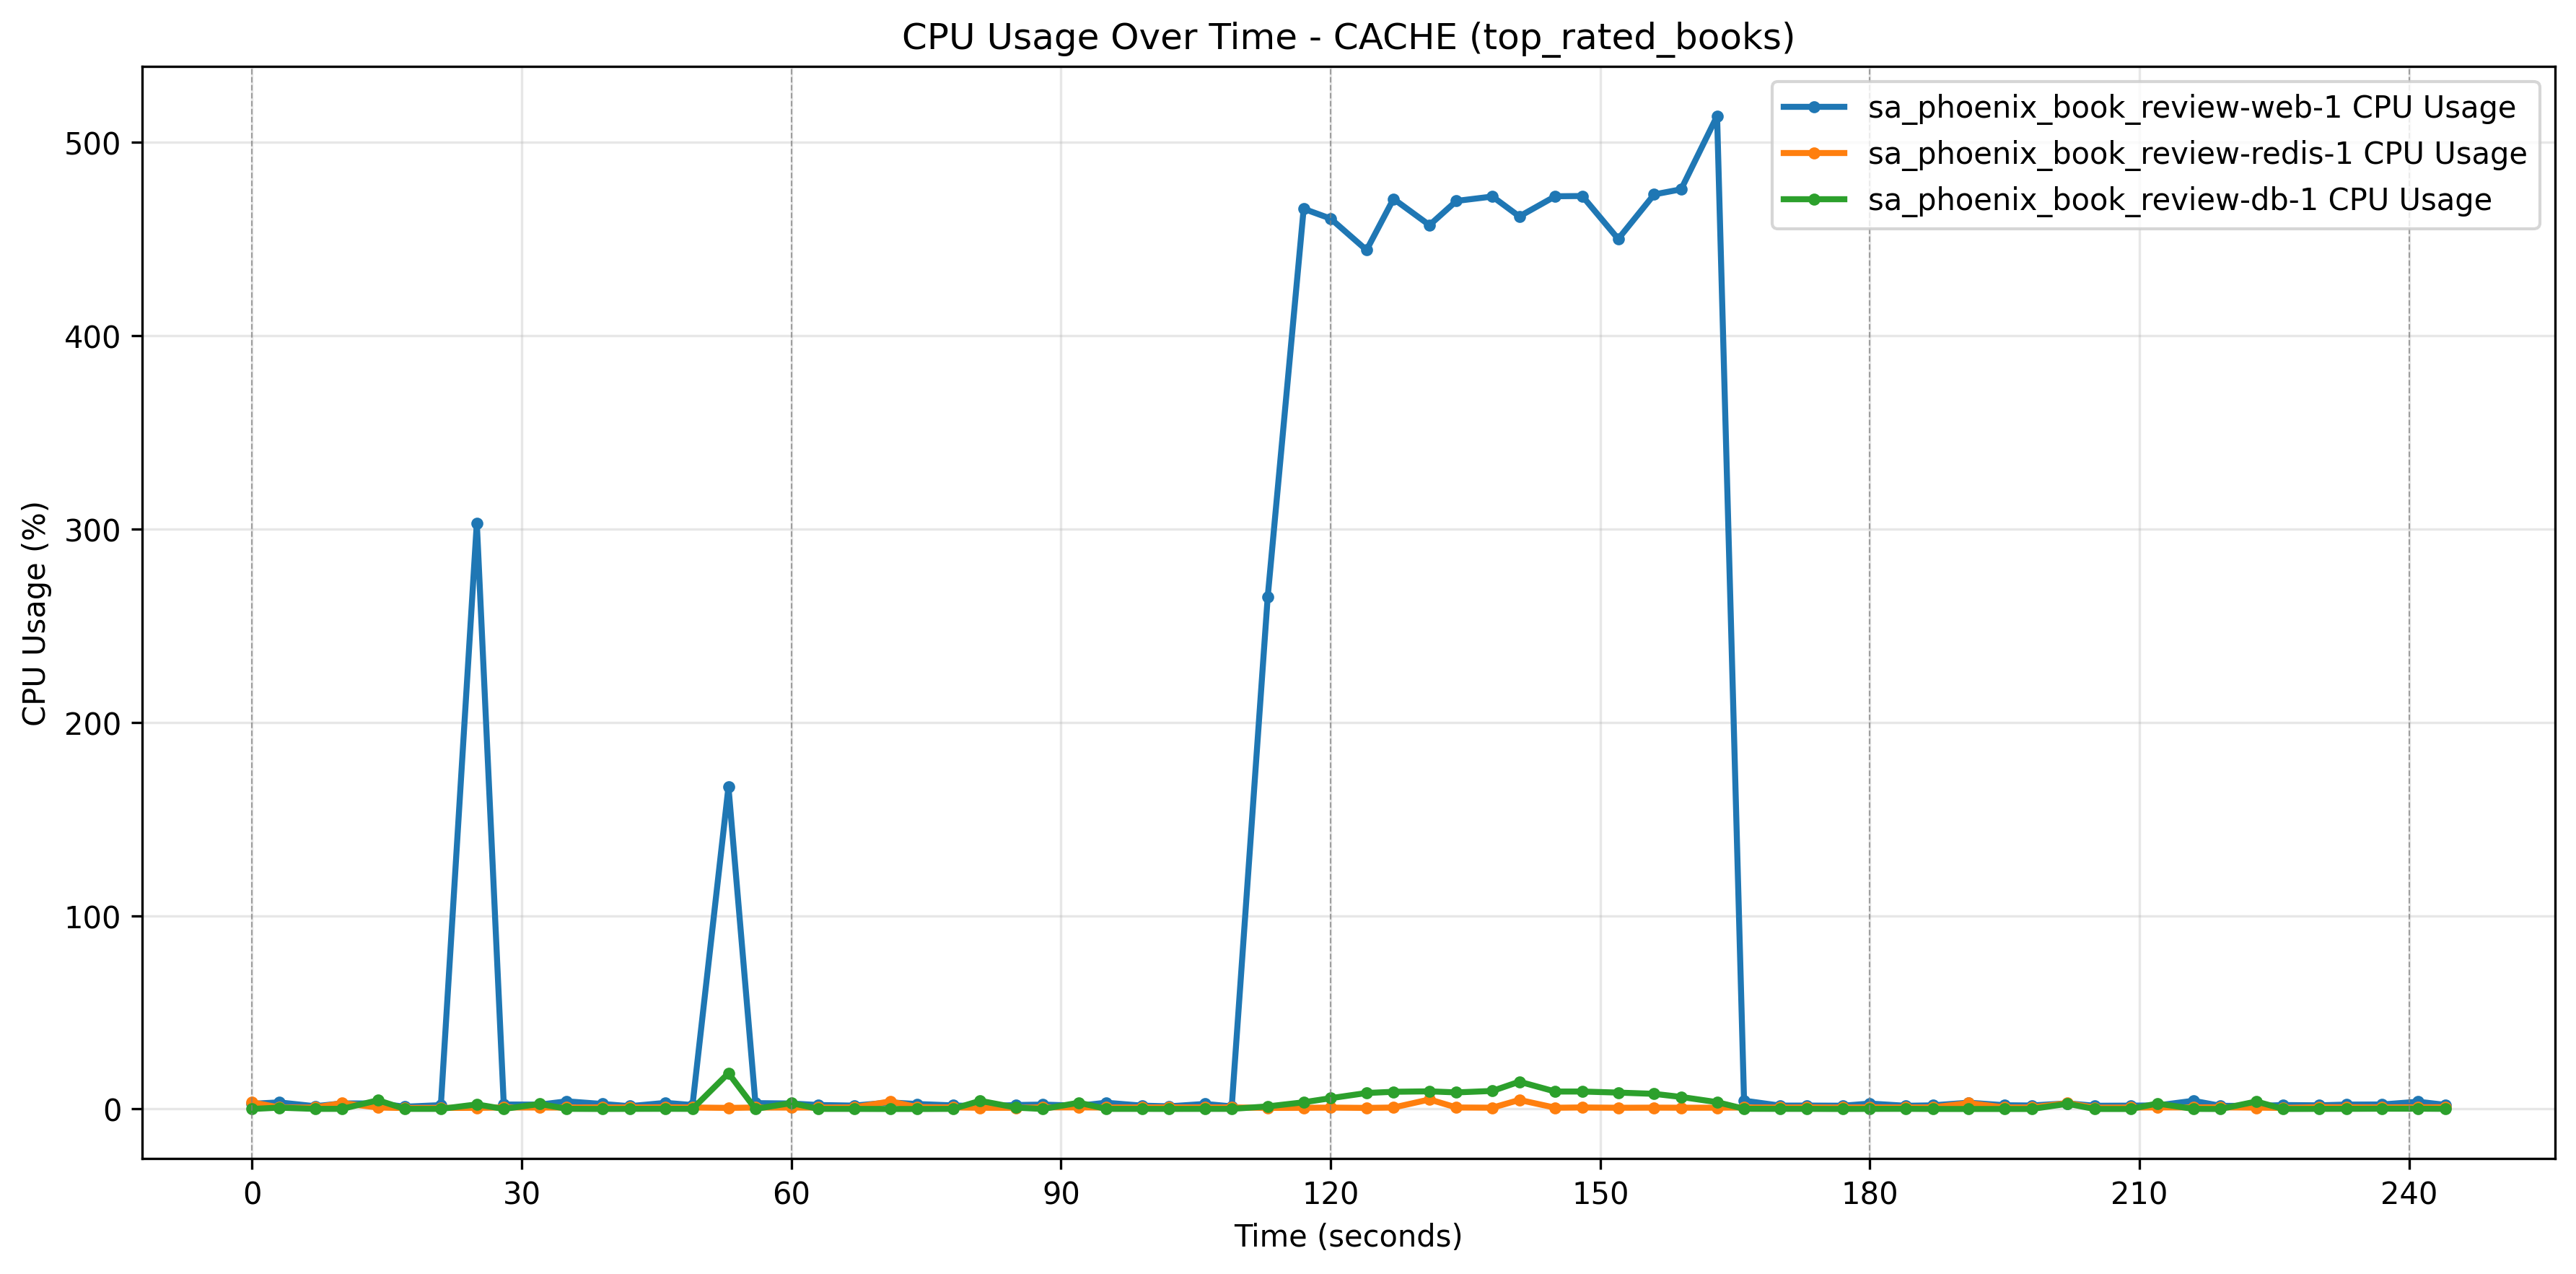 CPU Usage Over Time - CACHE (top_rated_books)
sa_phoenix_book_review-web-1 CPU Usage
sa_phoenix_book_review-redis-1 CPU Usage
sa_phoenix_book_review-db-1 CPU Usage
CPU Usage (%)
500
400
300
200
100
0
0 30 60 90 120 150 180 210 240
Time (seconds)